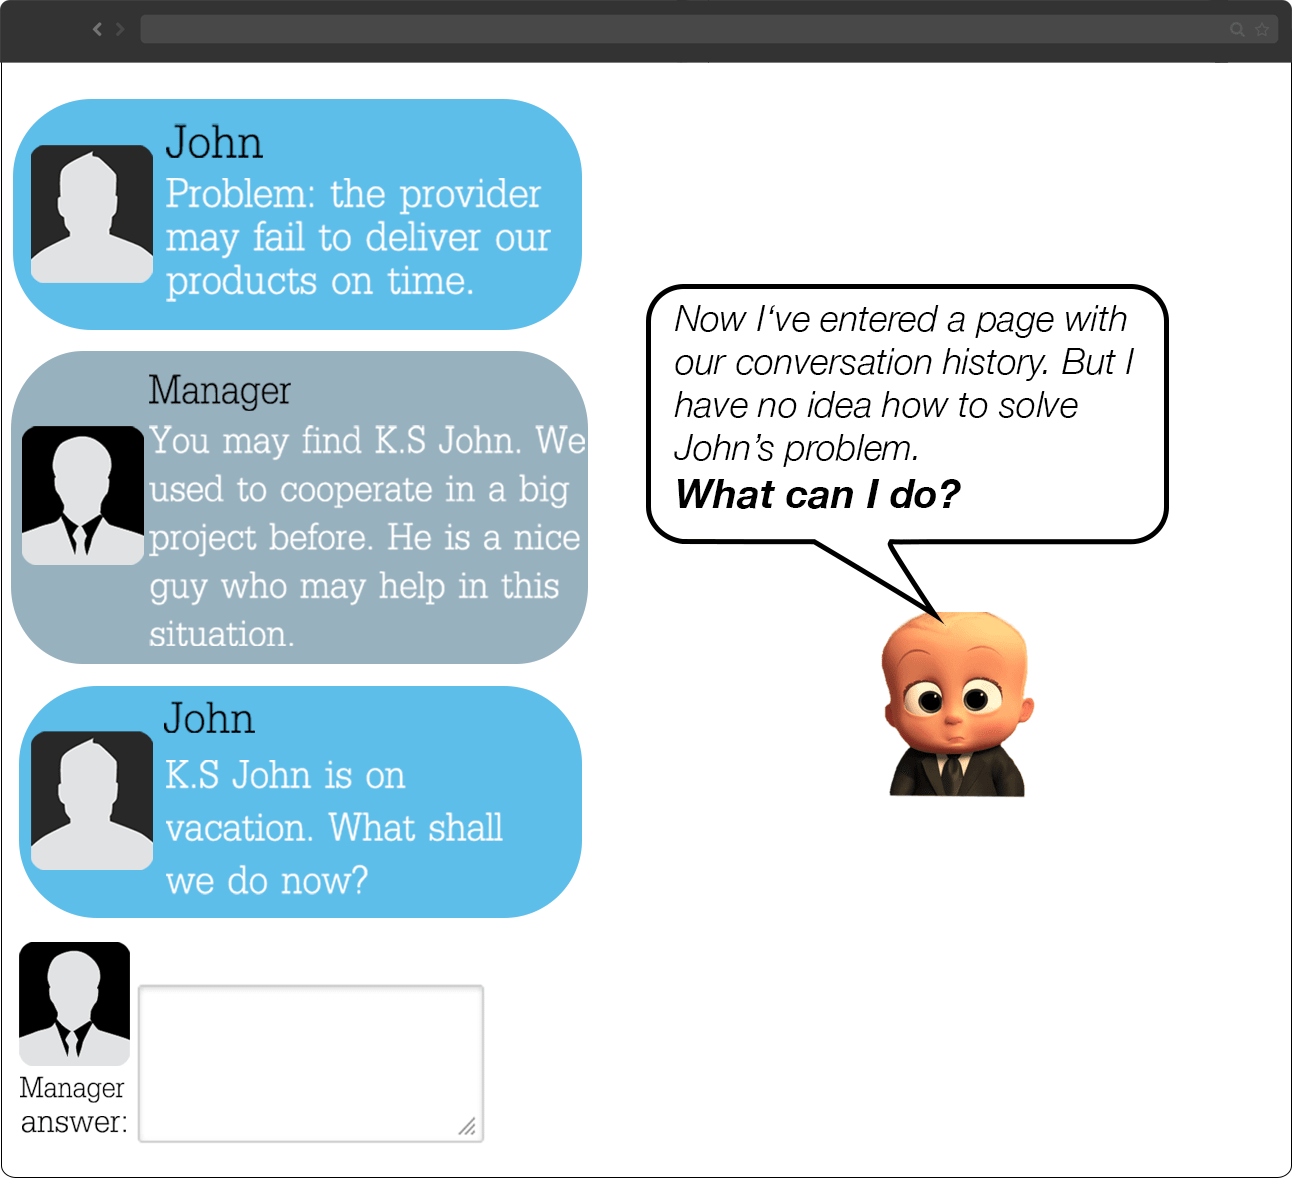 John
Problem: the provider
may fail to deliver our
products on time.
Manager
You may find K.S John. We
used to cooperate in a big
project before. He is a nice
guy who may help in this
situation.
John
K.S John is on
vacation. What shall
we do now?
Manager
answer:
Now I‘ve entered a page with
our conversation history. But I
have no idea how to solve
John’s problem.
What can I do?